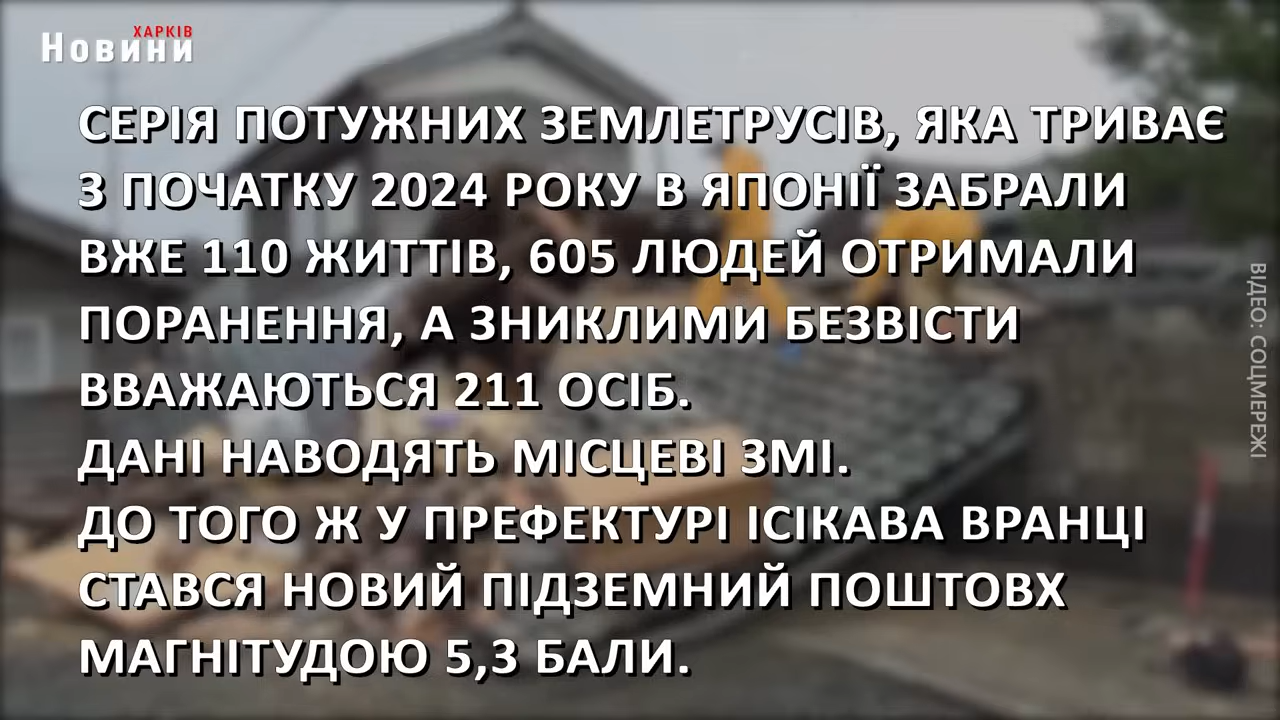 ХАРКІВ
Новини
СЕРІЯ ПОТУЖНИХ ЗЕМЛЕТРУСІВ, ЯКА ТРИВАЄ
З ПОЧАТКУ 2024 РОКУ В ЯПОНІЇ ЗАБРАЛИ
ВЖЕ 110 ЖИТТІВ, 605 ЛЮДЕЙ ОТРИМАЛИ
ПОРАНЕННЯ, А ЗНИКЛИМИ БЕЗВІСТИ
ВВАЖАЮТЬСЯ 211 ОСІБ.
ДАНІ НАВОДЯТЬ МІСЦЕВІ ЗМІ.
ДО ТОГО Ж У ПРЕФЕКТУРІ ІСІКАВА ВРАНЦІ
СТАВСЯ НОВИЙ ПІДЗЕМНИЙ ПОШТОВХ
МАГНІТУДОЮ 5,3 БАЛИ.
ВІДЕО: СОЦМЕРЕЖІ